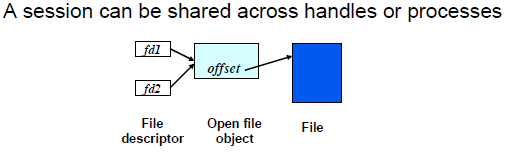 A session can be shared across handles or processes
fd1
offset
fd2
File descriptor
Open file object
File